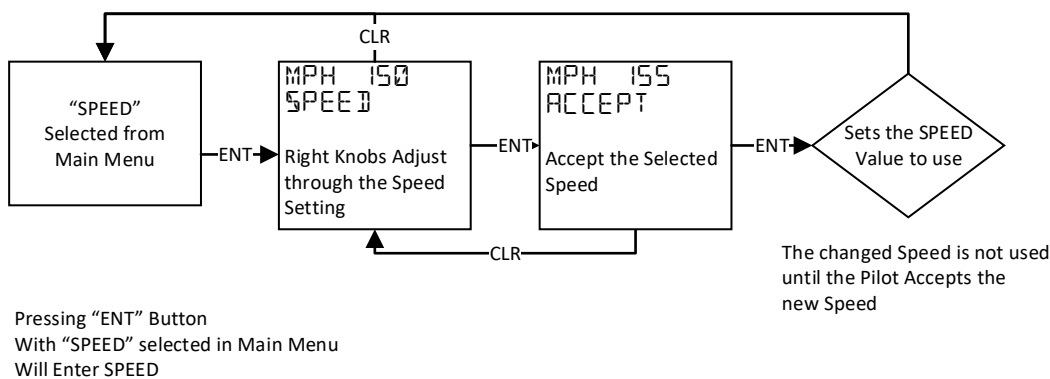 CLR
"SPEED"
Selected from
Main Menu
ENT
MPH 150
SPEED
Right Knobs Adjust
through the Speed
Setting
ENT
MPH 155
ACCEPT
Accept the Selected
Speed
ENT
Sets the SPEED
Value to use
CLR
The changed Speed is not used
until the Pilot Accepts the
new Speed
Pressing "ENT" Button
With "SPEED" selected in Main Menu
Will Enter SPEED